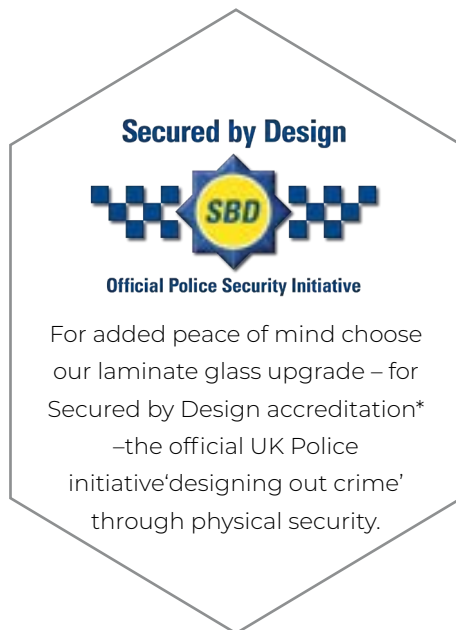 Secured by Design
SBD
Official Police Security Initiative
For added peace of mind choose
our laminate glass upgrade – for
Secured by Design accreditation*
–the official UK Police
initiative‘designing out crime’
through physical security.